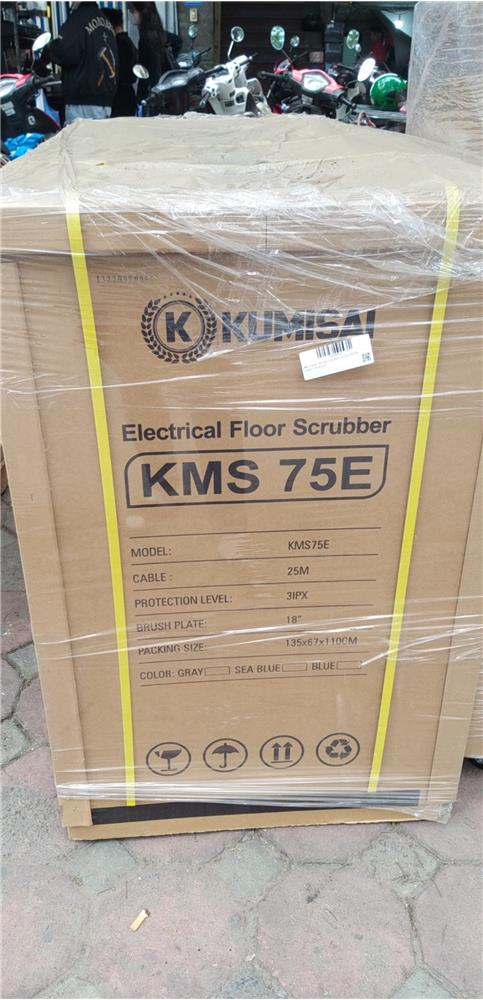 K KUMISAI
Electrical Floor Scrubber
KMS 75E
MODEL: KMS75E
CABLE : 25M
PROTECTION LEVEL: 3IPX
BRUSH PLATE: 18"
PACKING SIZE: 135x67x110CM
COLOR: GRAY SEA BLUE BLUE